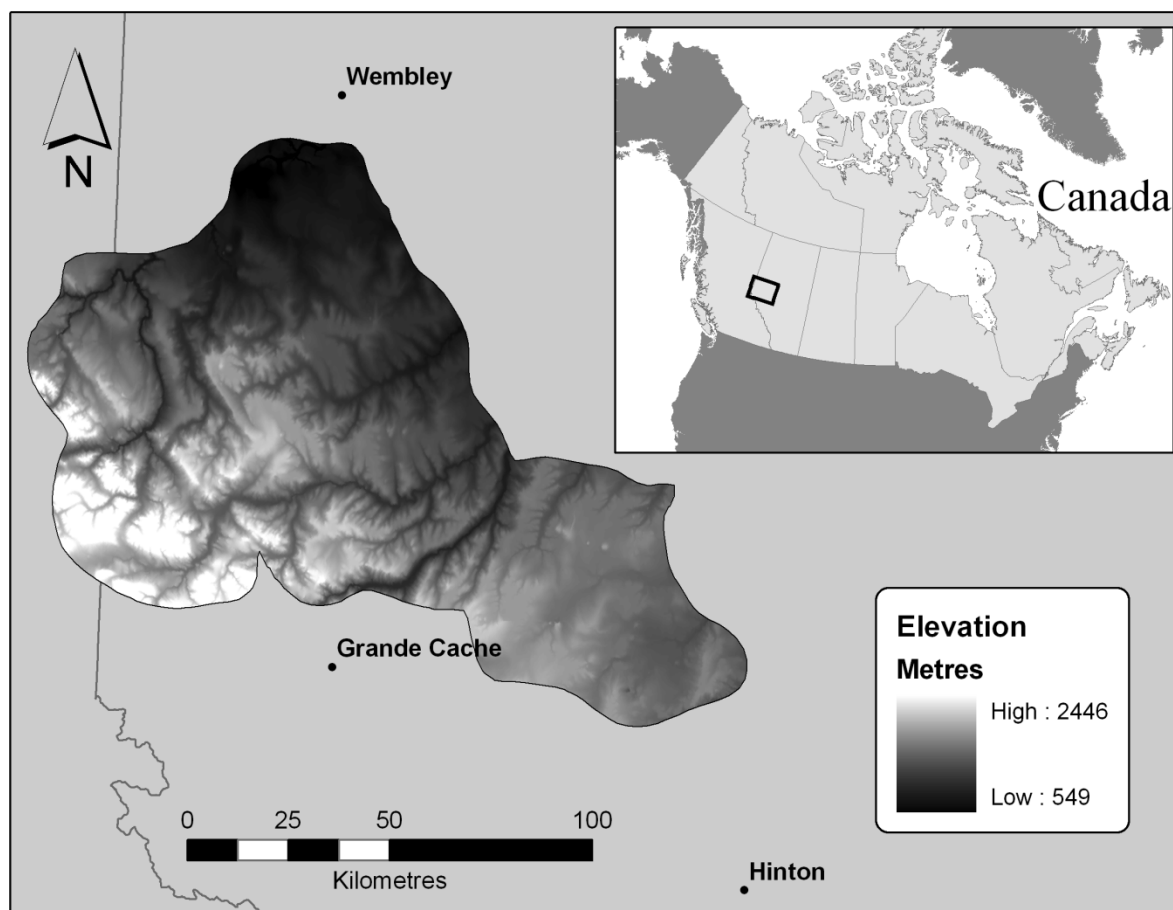 Wembley
N
Canada
Grande Cache
Elevation
Metres
High : 2446
Low : 549
0 25 50 100
Kilometres
Hinton